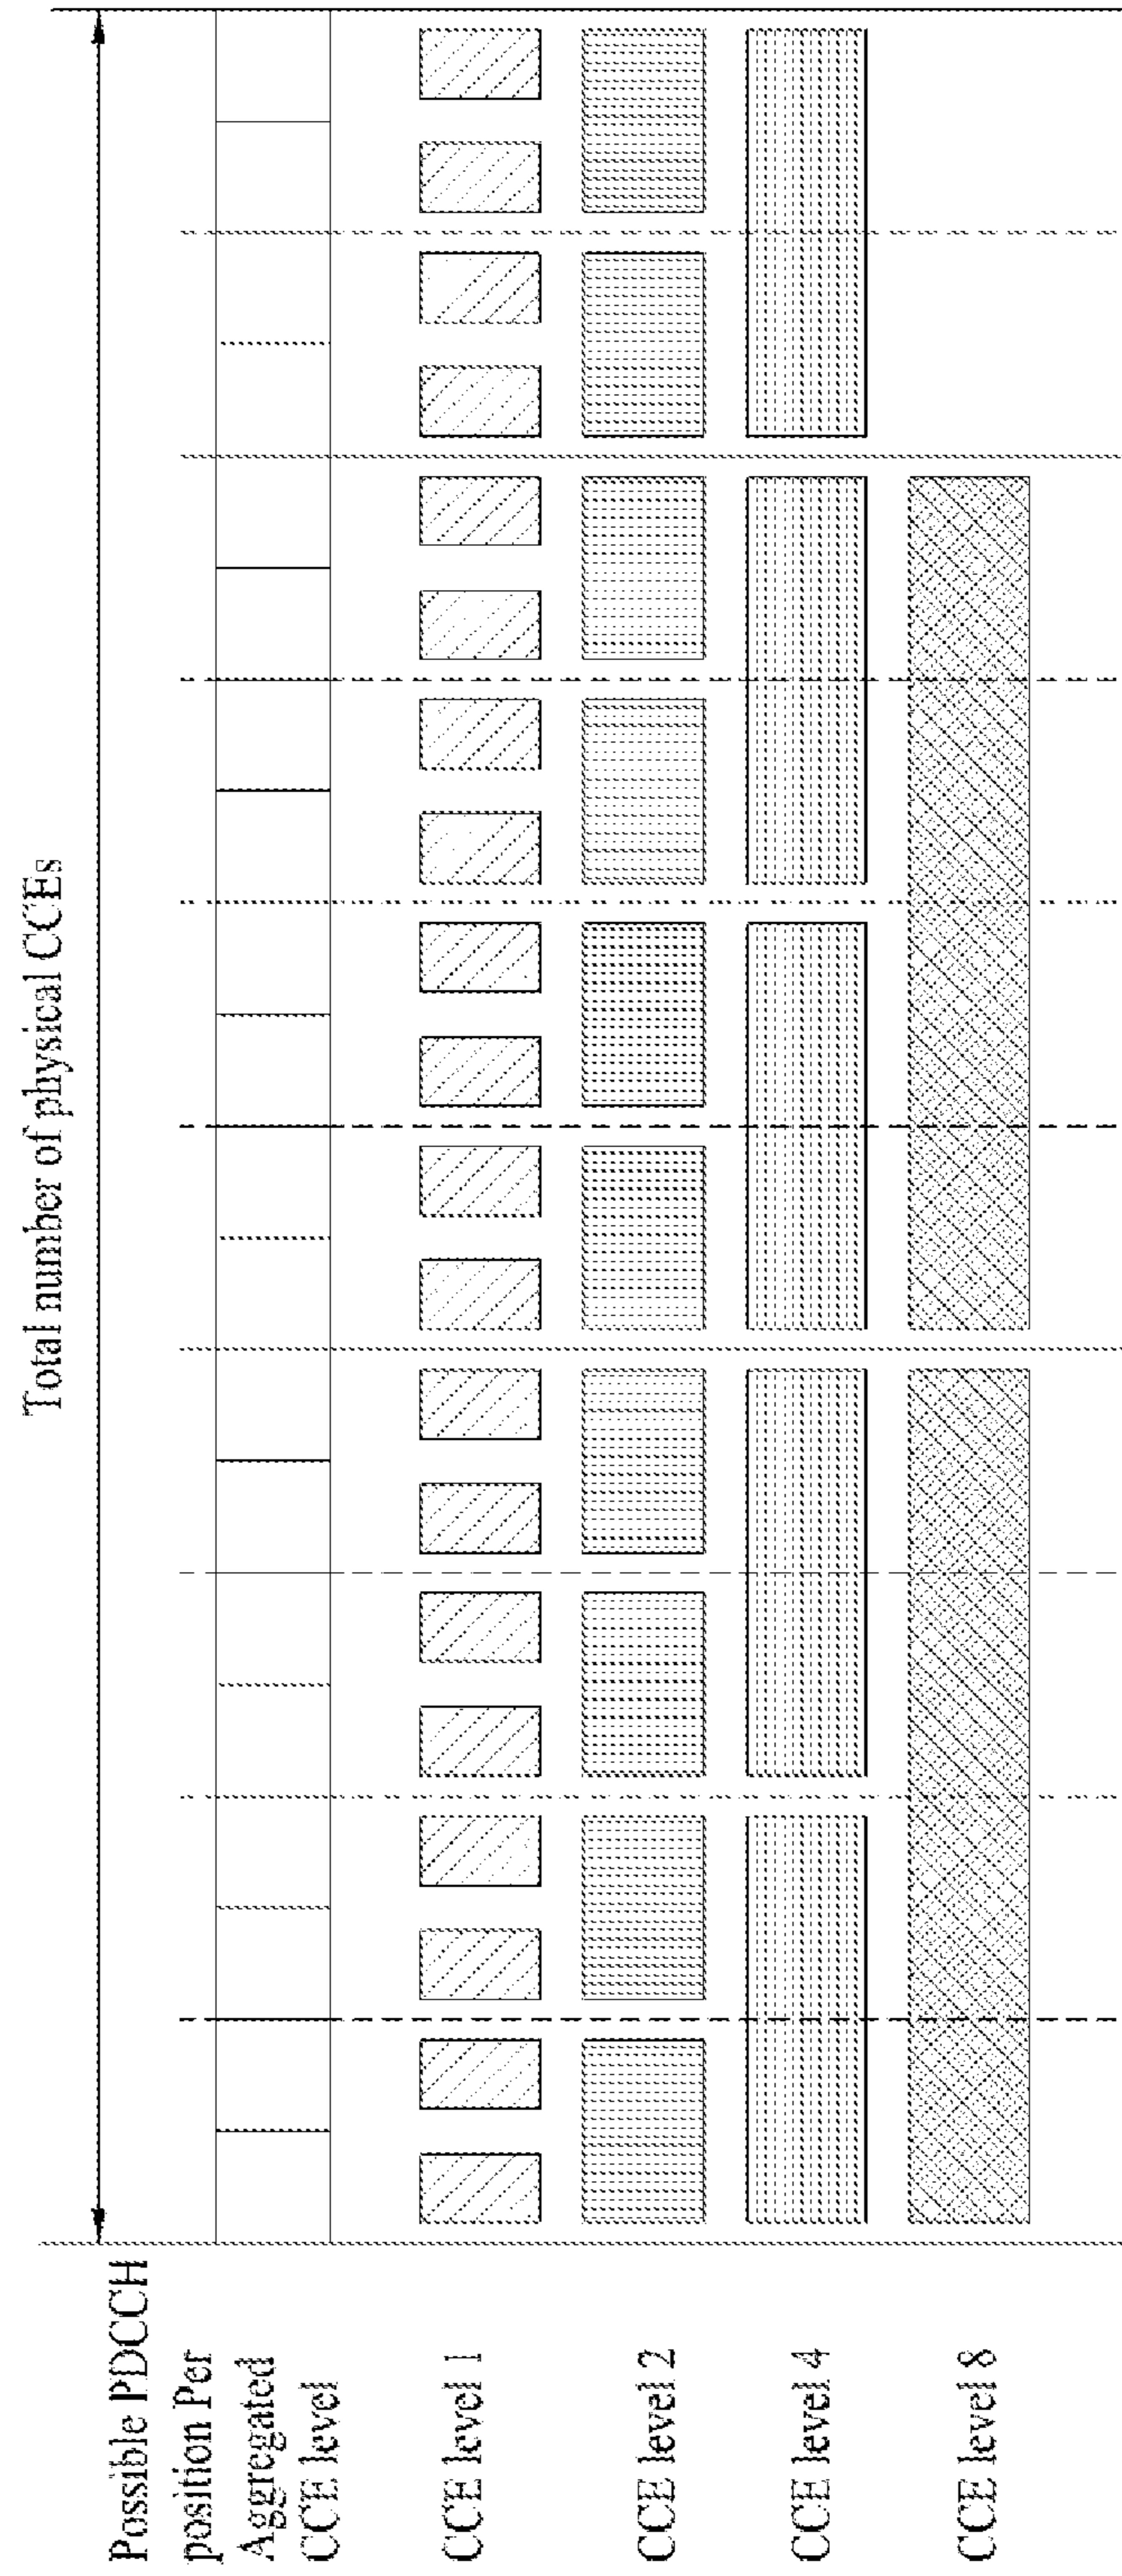 Total number of physical CCEs
Possible PDCCH
position Per
Aggregated
CCE level
CCE level 1
CCE level 2
CCE level 4
CCE level 8